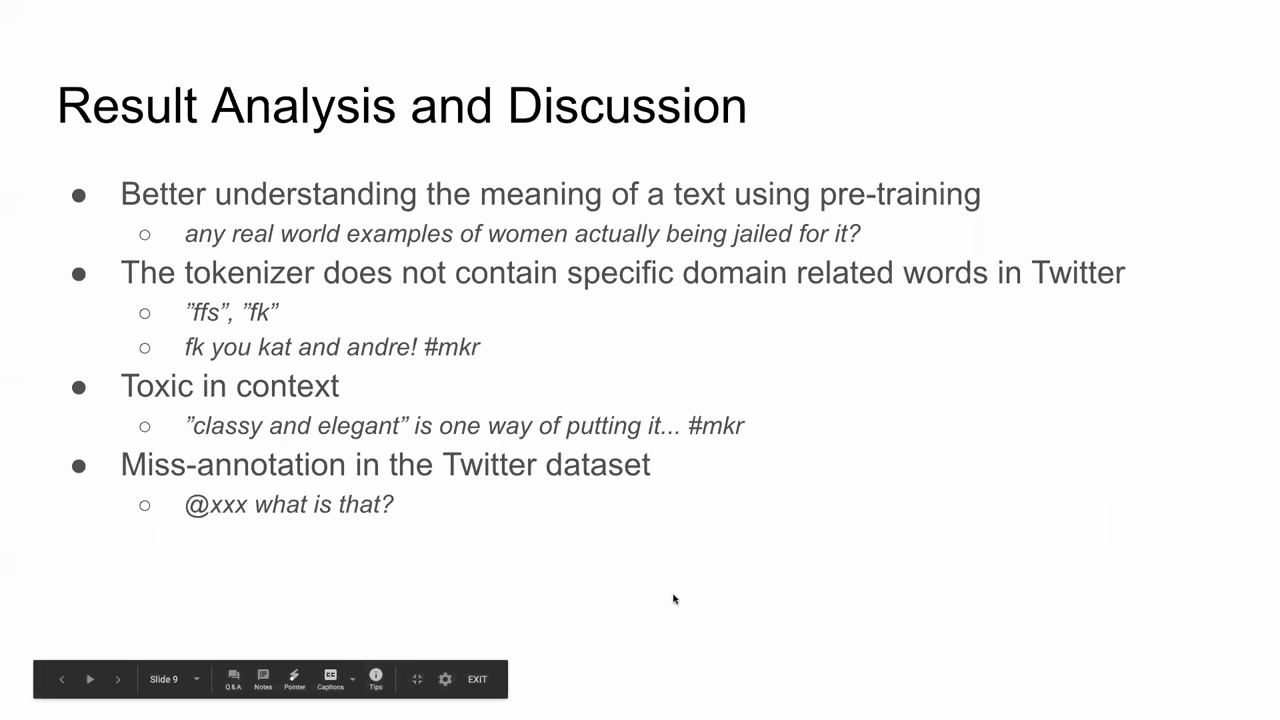 Result Analysis and Discussion
● Better understanding the meaning of a text using pre-training
○ any real world examples of women actually being jailed for it?
● The tokenizer does not contain specific domain related words in Twitter
○ ”ffs”, ”fk”
○ fk you kat and andre! #mkr
● Toxic in context
○ ”classy and elegant” is one way of putting it... #mkr
● Miss-annotation in the Twitter dataset
○ @xxx what is that?
Slide 9 Q&A Notes Pointer CC Captions Tips EXIT